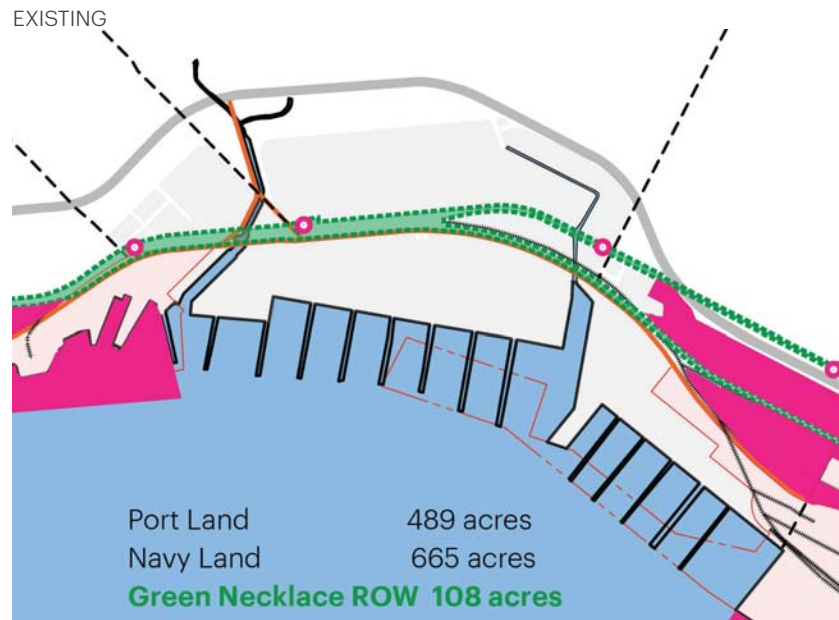 EXISTING
Port Land 489 acres
Navy Land 665 acres
Green Necklace ROW 108 acres